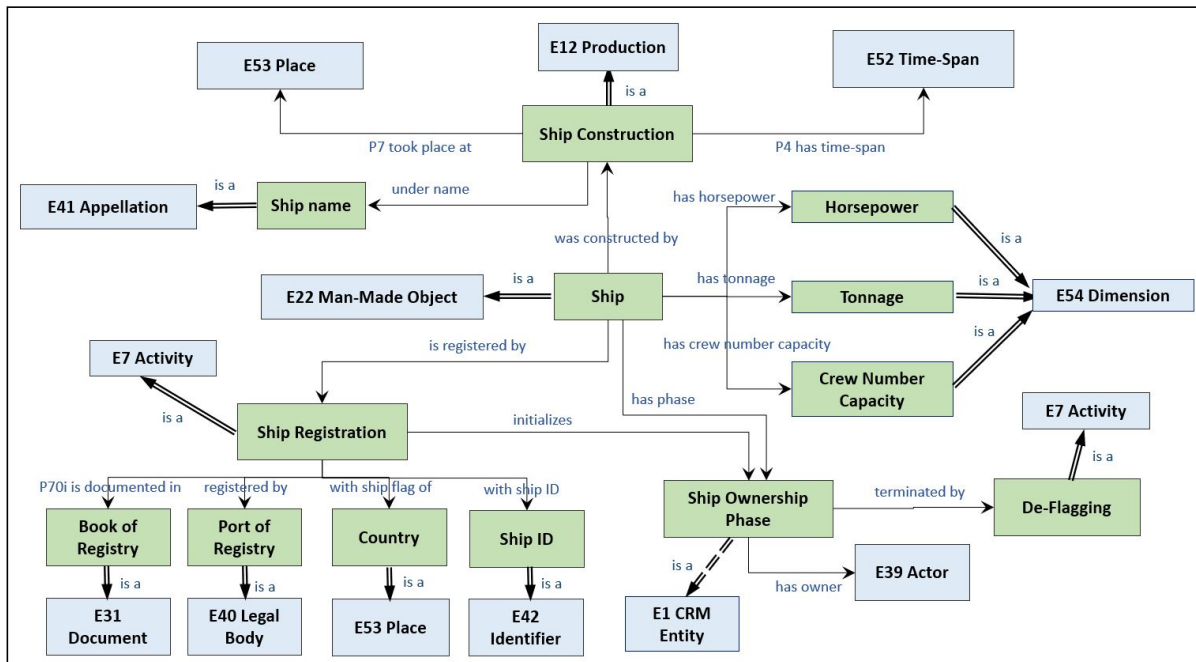 E12 Production
E53 Place
E52 Time-Span
is a
Ship Construction
P7 took place at
P4 has time-span
is a
under name
E41 Appellation
Ship name
has horsepower
Horsepower
was constructed by
is a
is a
has tonnage
is a
E22 Man-Made Object
Ship
Tonnage
E54 Dimension
is a
is registered by
has crew number capacity
E7 Activity
Crew Number
Capacity
E7 Activity
is a
has phase
Ship Registration
initializes
is a
P70i is documented in
registered by
with ship flag of
with ship ID
Ship Ownership
Phase
terminated by
De-Flagging
Book of
Registry
Port of
Registry
Country
Ship ID
is a
is a
is a
is a
is a
has owner
E39 Actor
E31
Document
E40 Legal
Body
E53 Place
E42
Identifier
E1 CRM
Entity